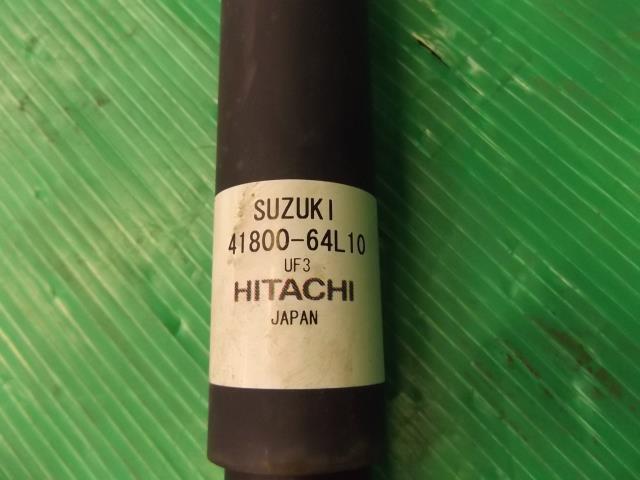 SUZUKI
41800-64L10
UF3
HITACHI
JAPAN